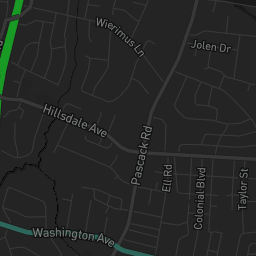 Wierimus Ln
Jolen Dr
Hillsdale Ave
Pascack Rd
Ell Rd
Colonial Blvd
Taylor St
Washington Ave